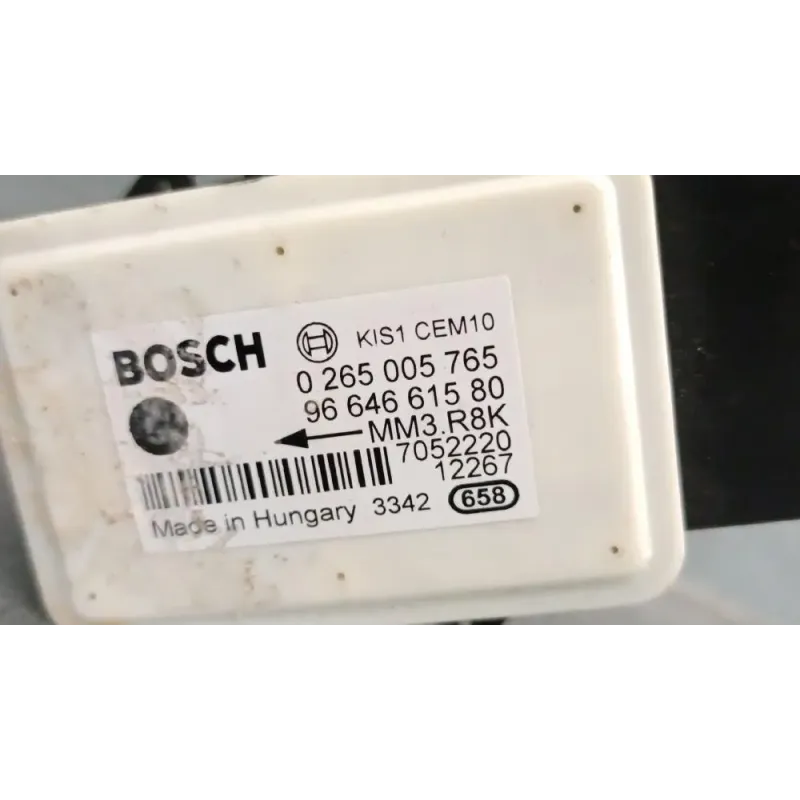 BOSCH KIS1 CEM10
0 265 005 765
96 646 615 80
MM3.R8K
7052220
12267
Made in Hungary 3342 658